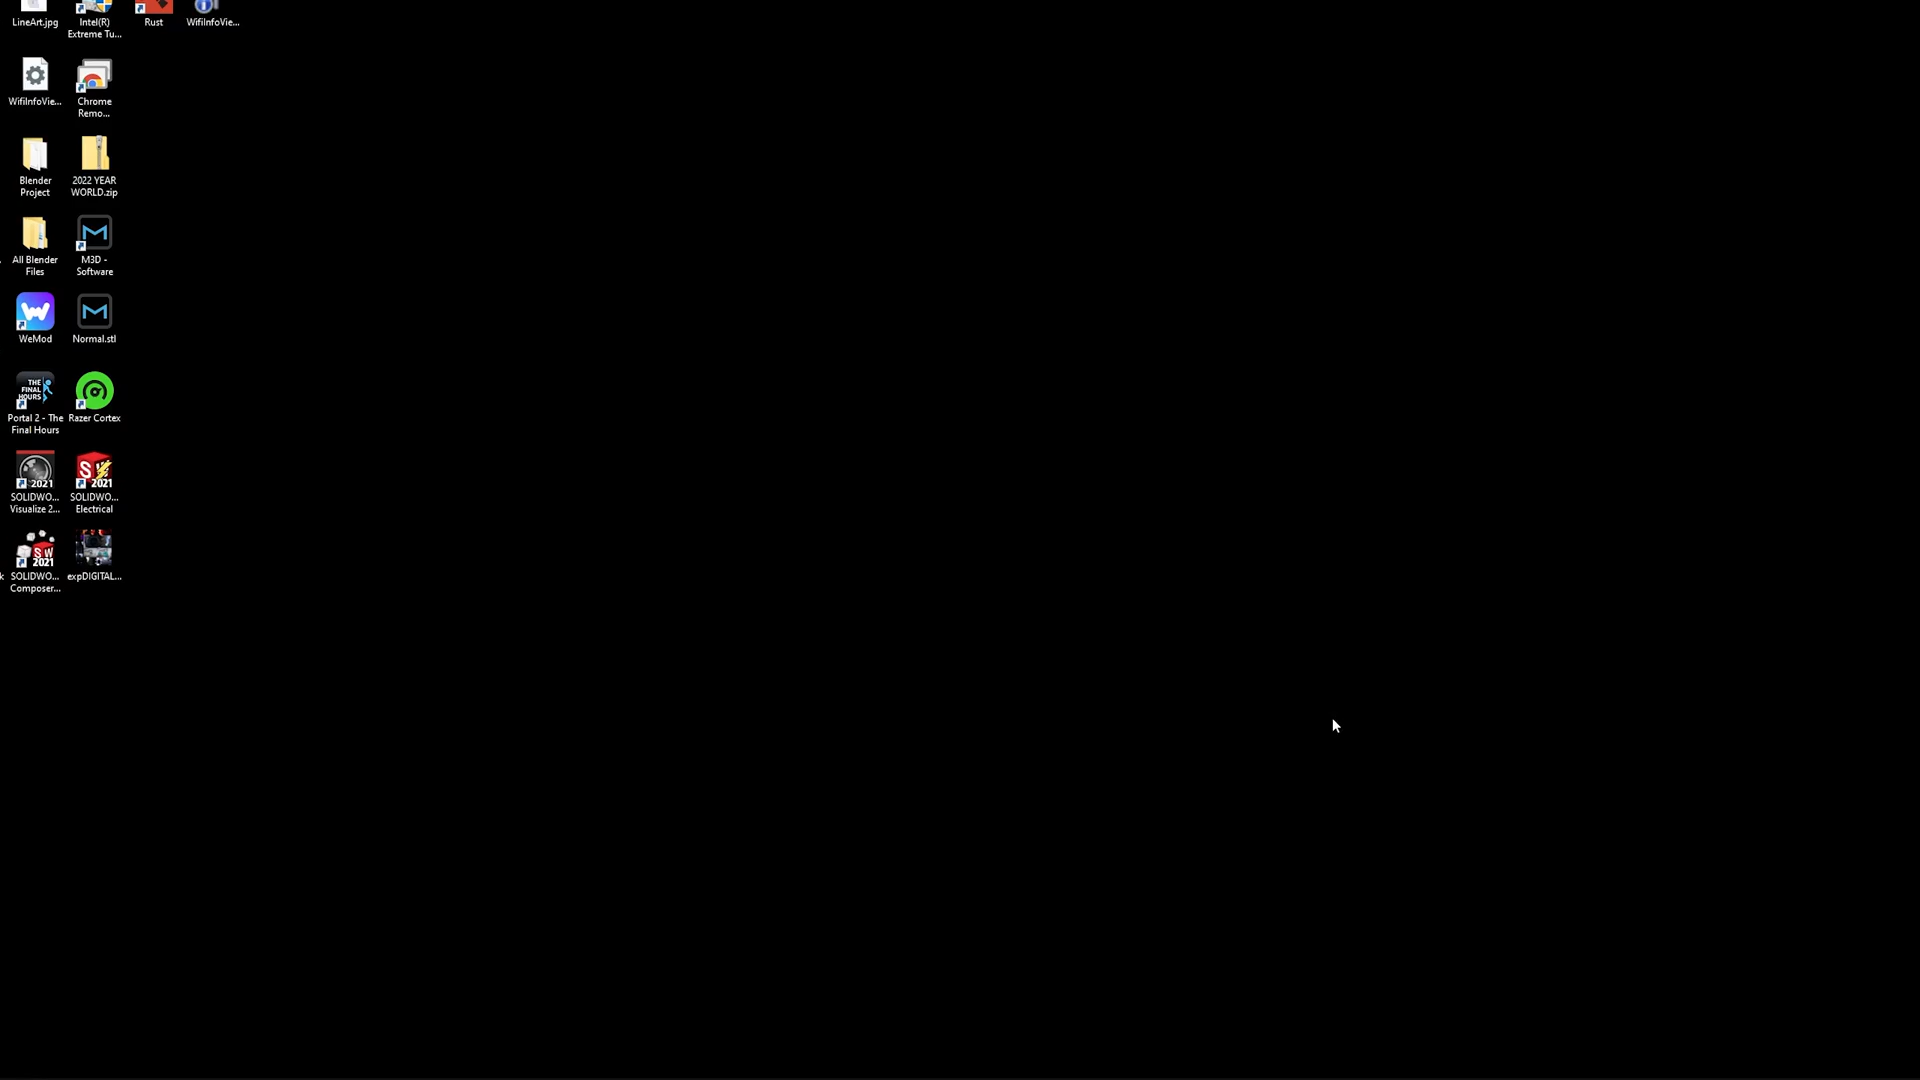 LineArt.jpg
Intel(R)
Extreme Tu...
Rust
WifiInfoVie...
WifiInfoVie...
Chrome
Remo...
Blender
Project
2022 YEAR
WORLD.zip
All Blender
Files
M3D -
Software
WeMod
Normal.stl
THE
FINAL
HOURS
Portal 2 - The
Final Hours
Razer Cortex
2021
SOLIDWO...
Visualize 2...
S
2021
SOLIDWO...
Electrical
SW
2021
SOLIDWO...
Composer...
expDIGITAL...